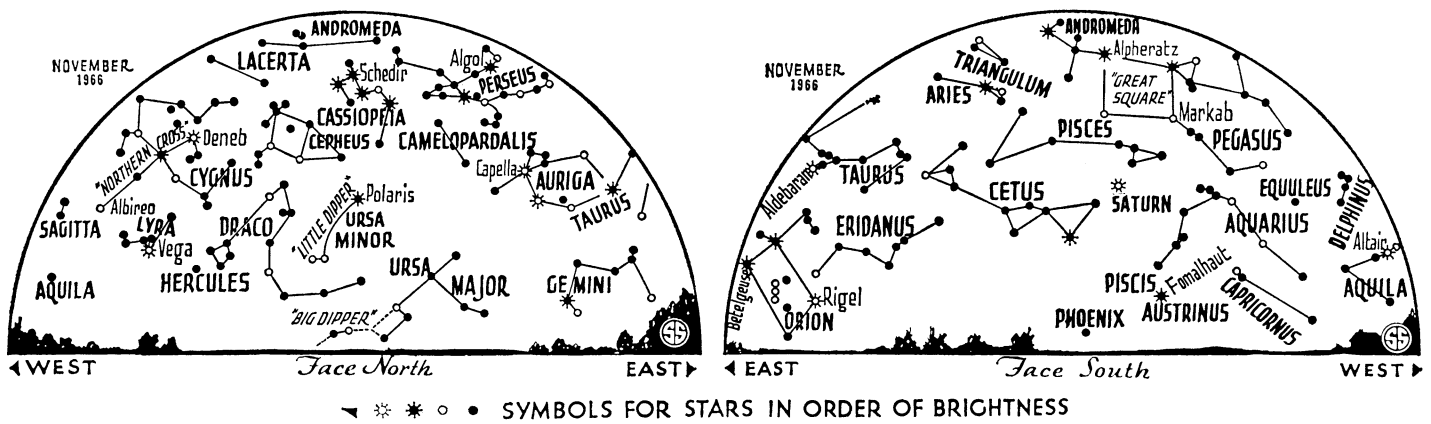 NOVEMBER
1966
ANDROMEDA
LACERTA
Schedir
Algol
PERSEUS
CASSIOPEIA
CEPHEUS
CAMELOPARDALIS
"NORTHERN CROSS"
Deneb
CYGNUS
Capella
AURIGA
TAURUS
Albireo
SAGITTA
LYRA
Vega
DRACO
"LITTLE DIPPER"
Polaris
URSA
MINOR
HERCULES
AQUILA
URSA MAJOR
GEMINI
"BIG DIPPER"
SS
◄ WEST
Face North
EAST ►
NOVEMBER
1966
ANDROMEDA
Alpheratz
TRIANGULUM
ARIES
"GREAT
SQUARE"
Markab
PISCES
PEGASUS
Aldebaran
TAURUS
CETUS
SATURN
EQUULEUS
DELPHINUS
ERIDANUS
AQUARIUS
Altair
Betelgeuse
Rigel
ORION
PISCIS
AUSTRINUS
Fomalhaut
CAPRICORNUS
AQUILA
PHOENIX
SS
◄ EAST
Face South
WEST ►
SYMBOLS FOR STARS IN ORDER OF BRIGHTNESS